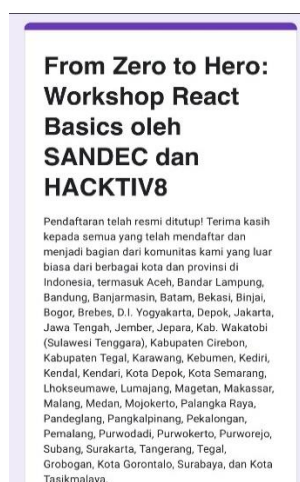 From Zero to Hero:
Workshop React
Basics oleh
SANDEC dan
HACKTIV8
Pendaftaran telah resmi ditutup! Terima kasih
kepada semua yang telah mendaftar dan
menjadi bagian dari komunitas kami yang luar
biasa dari berbagai kota dan provinsi di
Indonesia, termasuk Aceh, Bandar Lampung,
Bandung, Banjarmasin, Batam, Bekasi, Binjai,
Bogor, Brebes, D.I. Yogyakarta, Depok, Jakarta,
Jawa Tengah, Jember, Jepara, Kab. Wakatobi
(Sulawesi Tenggara), Kabupaten Cirebon,
Kabupaten Tegal, Karawang, Kebumen, Kediri,
Kendal, Kendari, Kota Depok, Kota Semarang,
Lhokseumawe, Lumajang, Magetan, Makassar,
Malang, Medan, Mojokerto, Palangka Raya,
Pandeglang, Pangkalpinang, Pekalongan,
Pemalang, Purwodadi, Purwokerto, Purworejo,
Subang, Surakarta, Tangerang, Tegal,
Grobogan, Kota Gorontalo, Surabaya, dan Kota
Tasikmalaya.